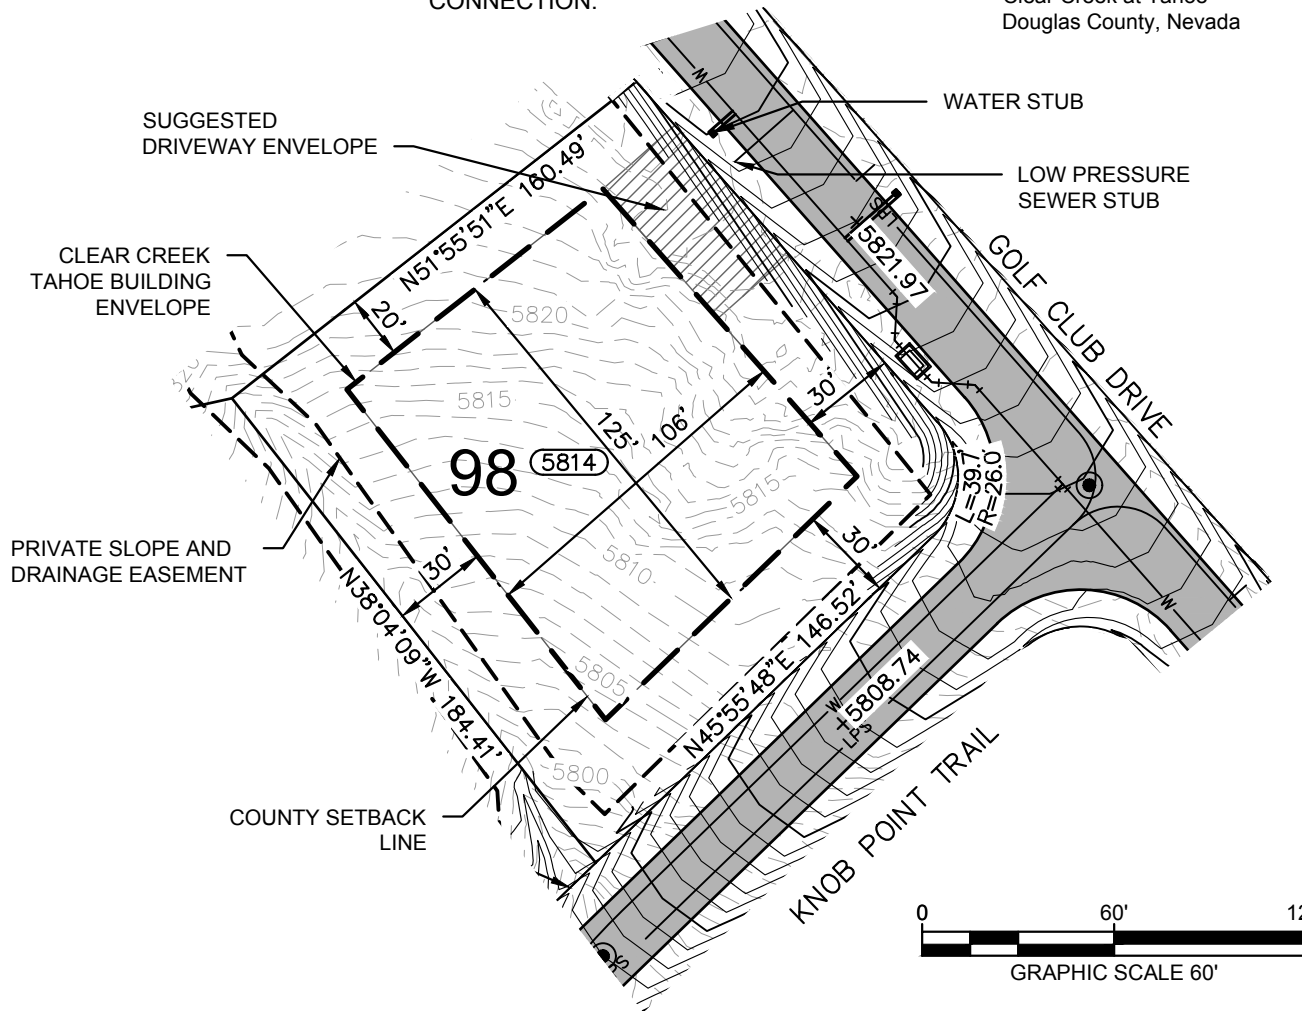 CONNECTION.
Clear Creek at Tahoe
Douglas County, Nevada
WATER STUB
SUGGESTED
DRIVEWAY ENVELOPE
LOW PRESSURE
SEWER STUB
W
N51°55'51"E 160.49'
LPS
5821.97
GOLF CLUB DRIVE
CLEAR CREEK
TAHOE BUILDING
ENVELOPE
20'
5820
5820
5815
30'
125'
106'
98
5814
5815
L=39.7
R=26.0
PRIVATE SLOPE AND
DRAINAGE EASEMENT
30'
30'
5810
N38°04'09"W 184.41'
N45°55'48"E 146.52'
W
5805
5808.74
W
LPS
5800
COUNTY SETBACK
LINE
KNOB POINT TRAIL
0
60'
GRAPHIC SCALE 60'